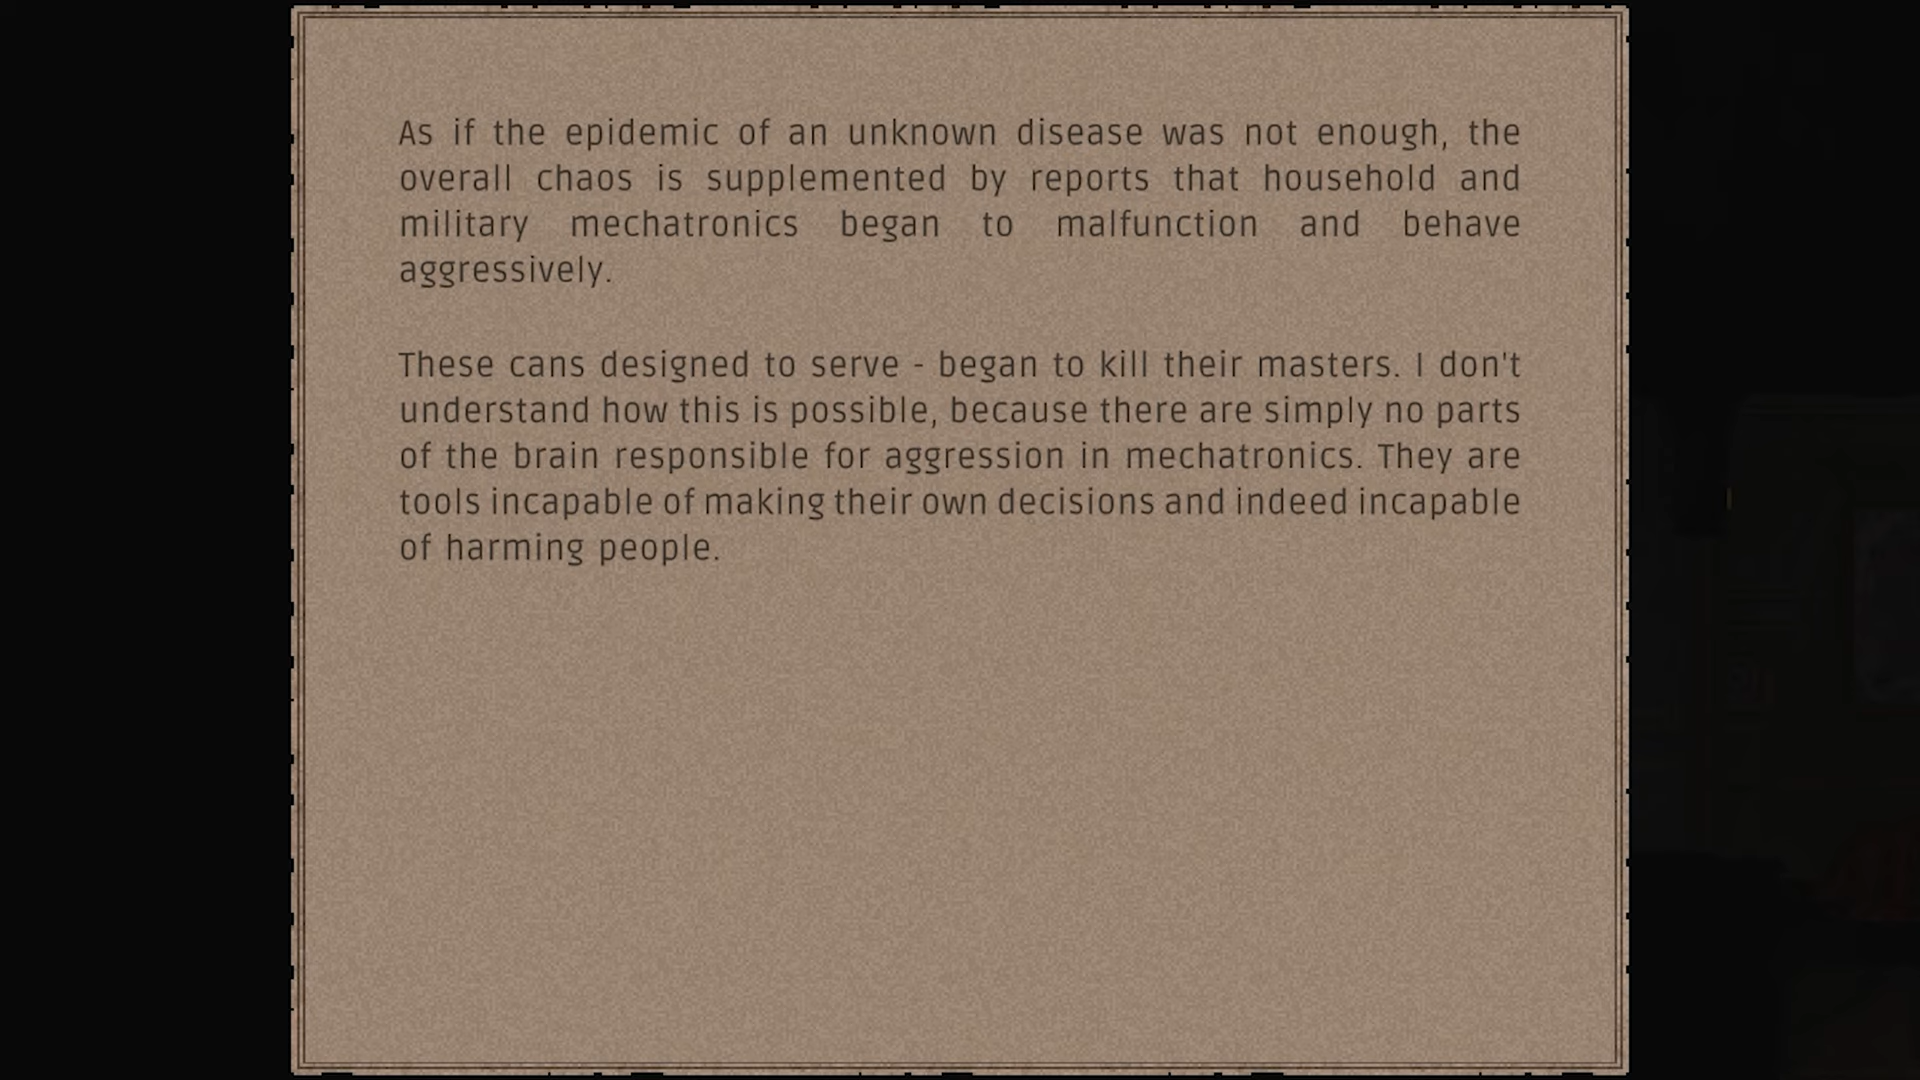 As if the epidemic of an unknown disease was not enough, the
overall chaos is supplemented by reports that household and
military mechatronics began to malfunction and behave
aggressively.
These cans designed to serve - began to kill their masters. I don't
understand how this is possible, because there are simply no parts
of the brain responsible for aggression in mechatronics. They are
tools incapable of making their own decisions and indeed incapable
of harming people.